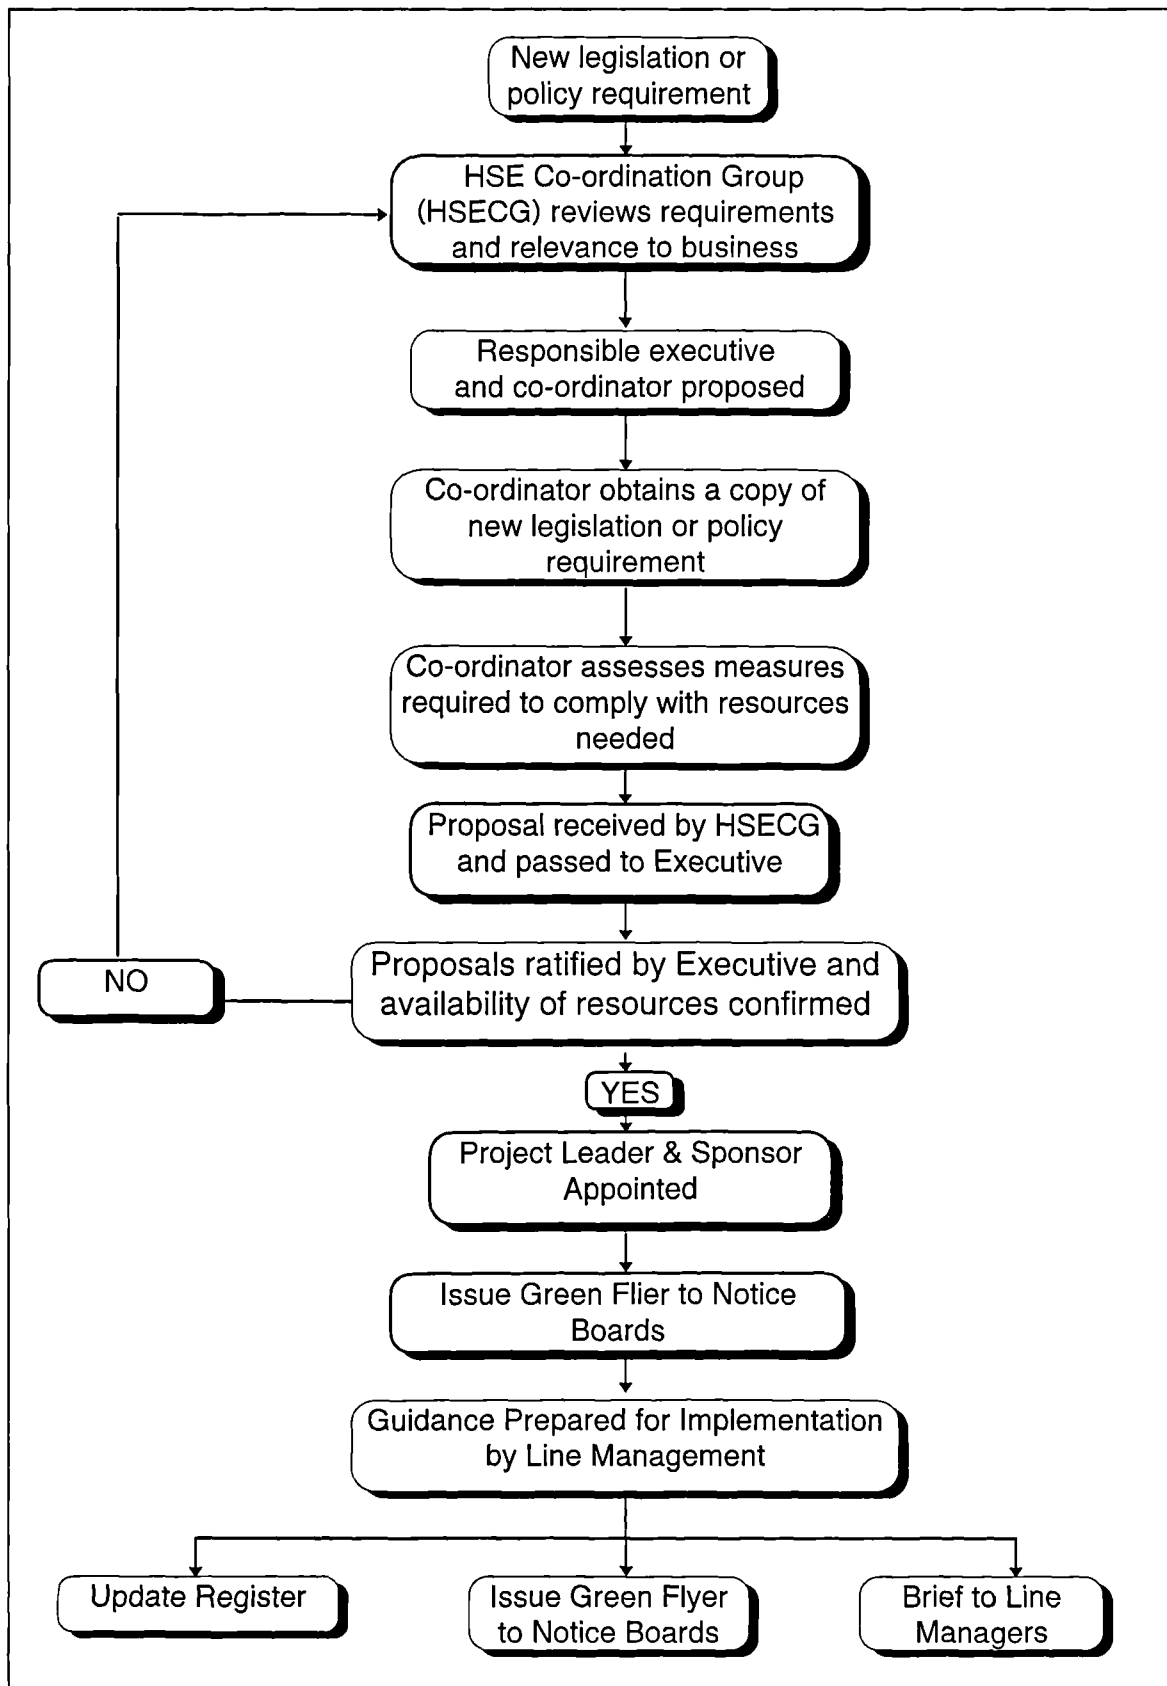 New legislation or
policy requirement
HSE Co-ordination Group
(HSECG) reviews requirements
and relevance to business
Responsible executive
and co-ordinator proposed
Co-ordinator obtains a copy of
new legislation or policy
requirement
Co-ordinator assesses measures
required to comply with resources
needed
Proposal received by HSECG
and passed to Executive
Proposals ratified by Executive and
availability of resources confirmed
NO
YES
Project Leader & Sponsor
Appointed
Issue Green Flier to Notice
Boards
Guidance Prepared for Implementation
by Line Management
Update Register
Issue Green Flyer
to Notice Boards
Brief to Line
Managers